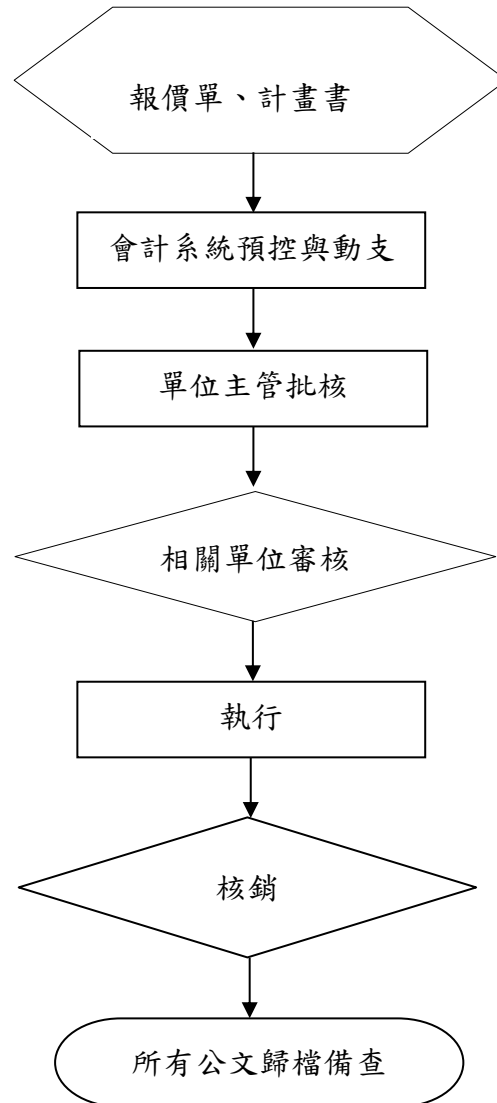 報價單、計畫書
會計系統預控與動支
單位主管批核
相關單位審核
執行
核銷
所有公文歸檔備查